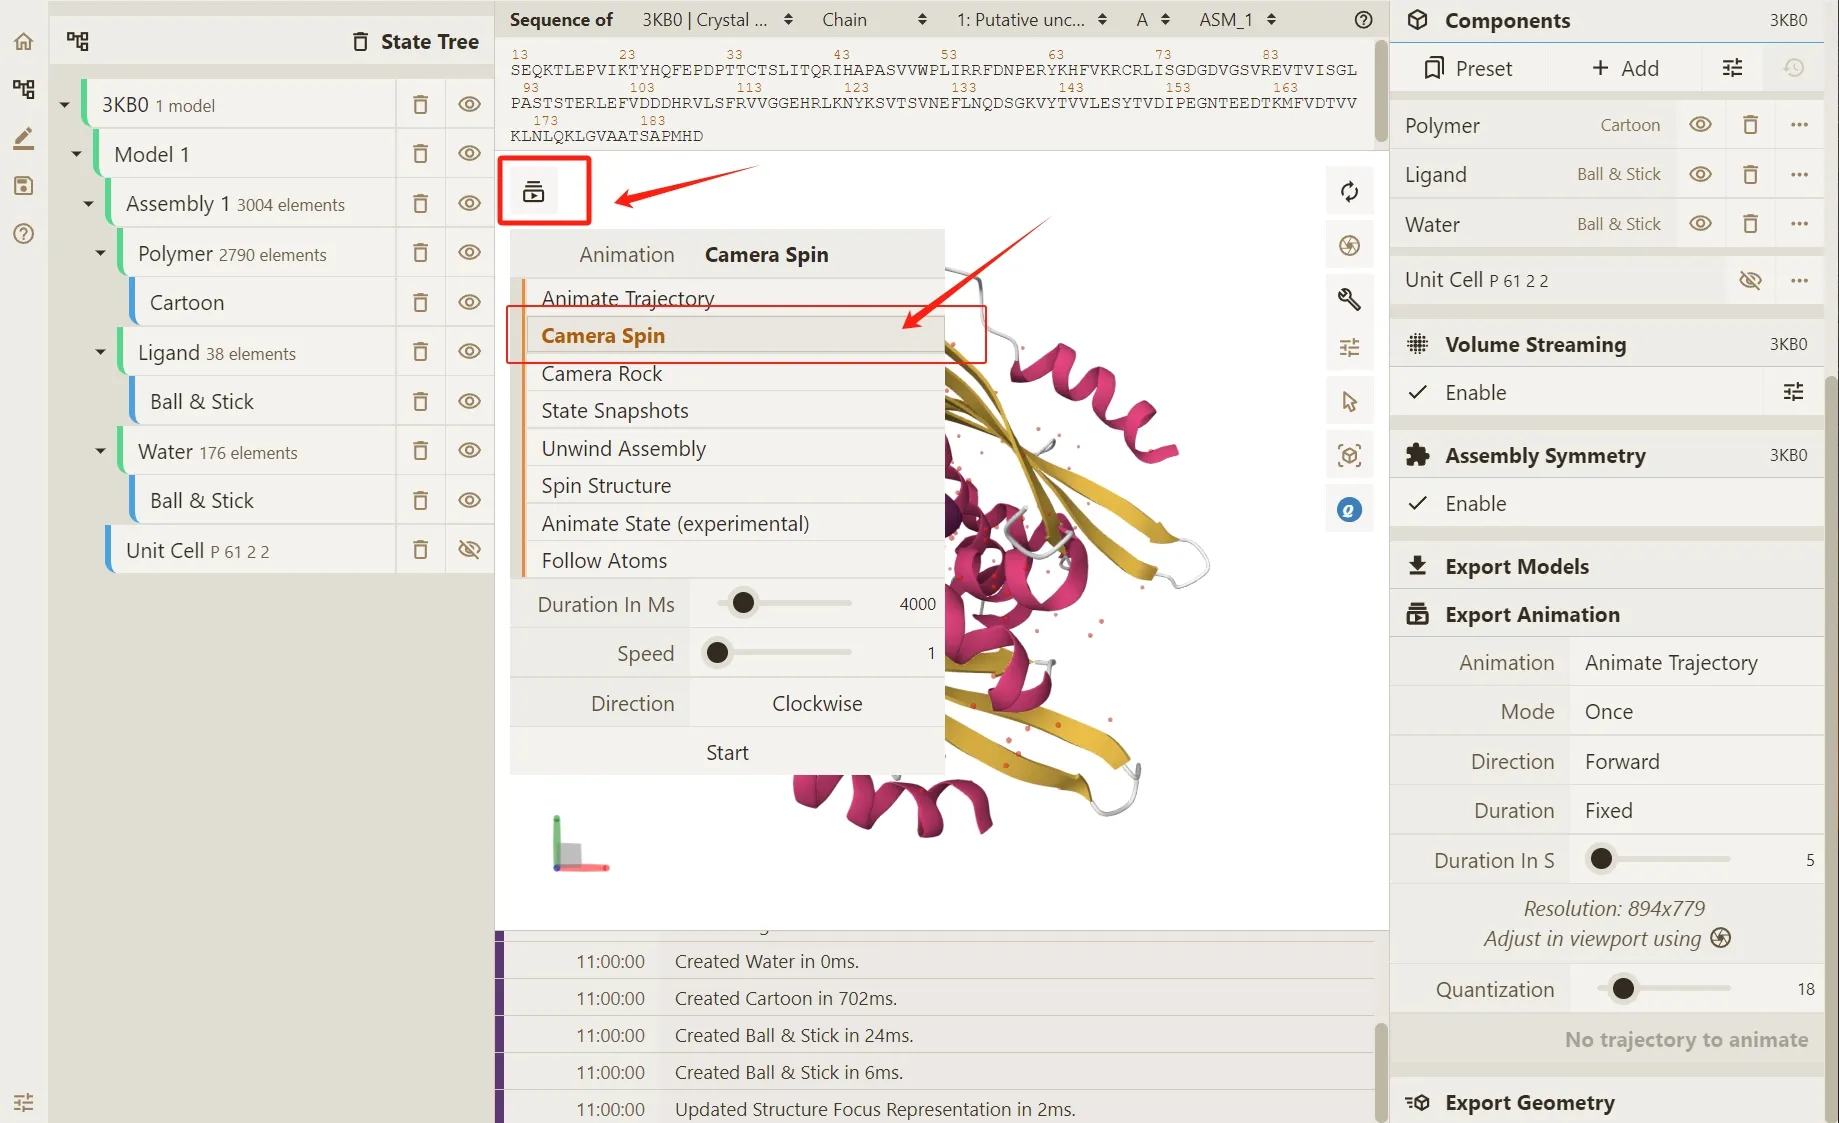 State Tree
3KB0 1 model
Model 1
Assembly 1 3004 elements
Polymer 2790 elements
Cartoon
Ligand 38 elements
Ball & Stick
Water 176 elements
Ball & Stick
Unit Cell P 61 2 2
Sequence of 3KB0 | Crystal ... Chain 1: Putative unc... A ASM_1
13 23 33 43 53 63 73 83
SEQKTLEPVIKTYHQFEPDPTTCTSLITQRIHAPASVVWPLIRRFDNPERYKHFVKRCRLISGDGDVGSVREVTVISGL
93 103 113 123 133 143 153 163
PASTSTERLEFVDDDHRVLSFRVVGGEHRLKNYKSVTSVNEFLNQDSGKVYTVVLESYTVDIPEGNTEEDTKMFVDTVV
173 183
KLNLQKLGVAATSAPMHD
Animation Camera Spin
Animate Trajectory
Camera Spin
Camera Rock
State Snapshots
Unwind Assembly
Spin Structure
Animate State (experimental)
Follow Atoms
Duration In Ms 4000
Speed 1
Direction Clockwise
Start
11:00:00 Created Water in 0ms.
11:00:00 Created Cartoon in 702ms.
11:00:00 Created Ball & Stick in 24ms.
11:00:00 Created Ball & Stick in 6ms.
11:00:00 Updated Structure Focus Representation in 2ms.
Components 3KB0
Preset + Add
Polymer Cartoon
Ligand Ball & Stick
Water Ball & Stick
Unit Cell P 61 2 2
Volume Streaming 3KB0
Enable
Assembly Symmetry 3KB0
Enable
Export Models
Export Animation
Animation Animate Trajectory
Mode Once
Direction Forward
Duration Fixed
Duration In S 5
Resolution: 894x779
Adjust in viewport using
Quantization 18
No trajectory to animate
Export Geometry